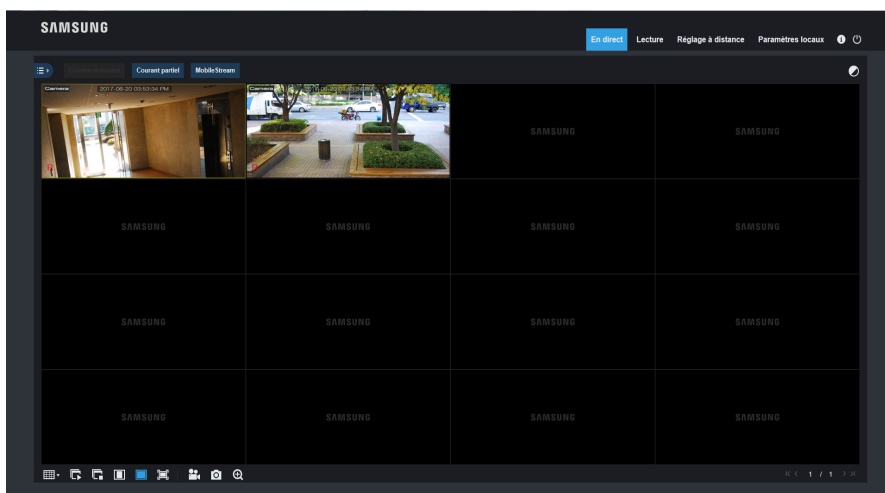 SAMSUNG
En direct Lecture Réglage à distance Paramètres locaux
Courant partiel MobileStream
Camera 2017-06-20 03:53:34 PM
Camera
SAMSUNG SAMSUNG
SAMSUNG SAMSUNG SAMSUNG SAMSUNG
SAMSUNG SAMSUNG SAMSUNG SAMSUNG
SAMSUNG SAMSUNG SAMSUNG SAMSUNG
1 / 1